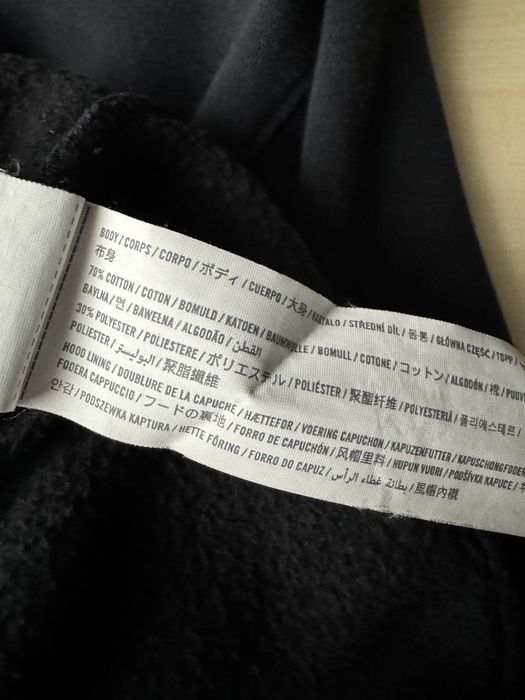 BODY / CORPS / CORPO / ボディ / CUERPO / 大身 / VARTALO / STŘEDNÍ DÍL / 몸통 / GŁÓWNA CZĘŚĆ / TOPP /
布身
70% COTTON / COTON / BOMULD / KATOEN / BAUMWOLLE / BOMULL / COTONE / コットン / ALGODÓN / 棉 /
BAVLNA / 면 / BAWEŁNA / ALGODÃO / القطن
30% POLYESTER / POLIESTERE / ポリエステル / POLIÉSTER / 聚酯纤维 / POLYESTERIÄ / 폴리에스테르 /
POLIESTER / البوليستر / 聚脂纖維
HOOD LINING / DOUBLURE DE LA CAPUCHE / HÆTTEFOR / VOERING CAPUCHON / KAPUZENFUTTER / KAPUSCHONGFODER
FODERA CAPPUCCIO / フードの裏地 / FORRO DE CAPUCHÓN / 风帽里料 / HUPUN VUORI / PODŠÍVKA KAPUCE /
안감 / PODSZEWKA KAPTURA / HETTE FÔRING / FORRO DO CAPUZ / بطانة غطاء الرأس / 風帽內襯